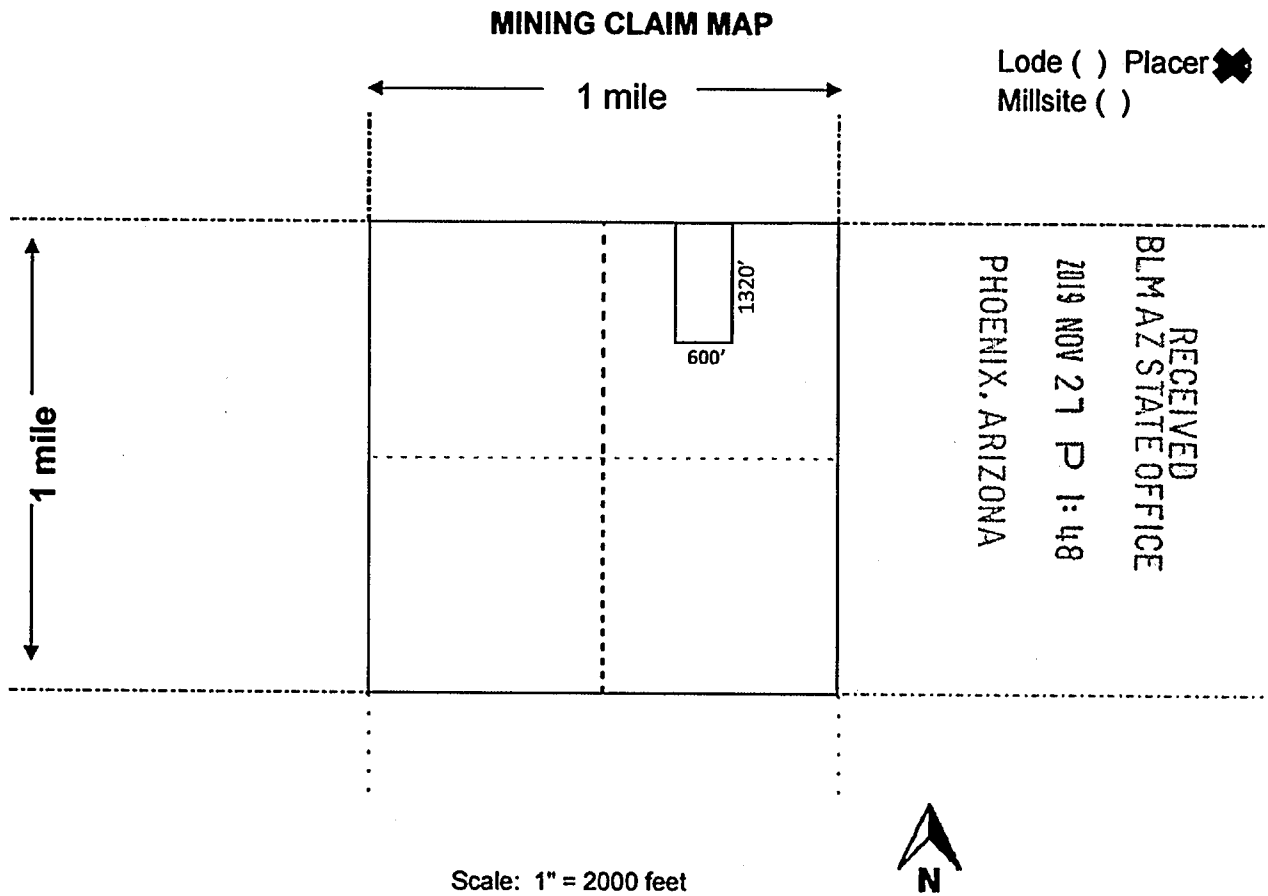 MINING CLAIM MAP
Lode ( ) Placer
Millsite ( )
1 mile
1 mile
1320'
600'
RECEIVED
BLM AZ STATE OFFICE
2019 NOV 27 P 1:48
PHOENIX, ARIZONA
Scale: 1" = 2000 feet
N